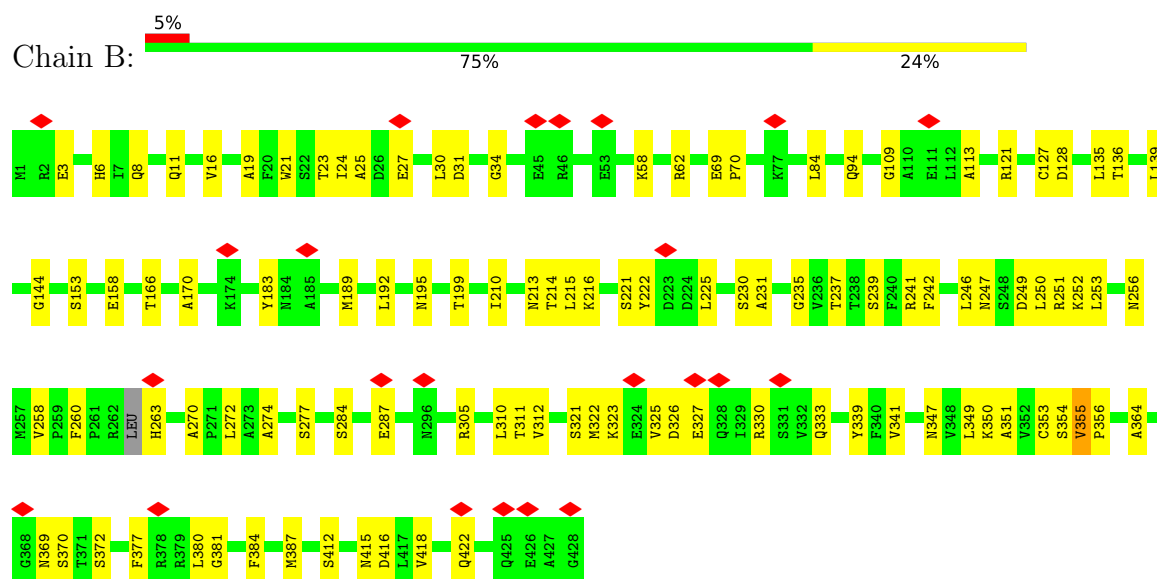 5%
Chain B:
75% 24%
M1 R2 E3 H6 I7 Q8 Q11 V16 A19 F20 W21 S22 T23 I24 A25 D26 E27 L30 D31 G34 E45 R46 E53 K58 R62 E69 P70 K77 L84 Q94 G109 A110 E111 L112 A113 R121 C127 D128 L135 T136 L139
G144 S153 E158 T166 A170 K174 Y183 N184 A185 M189 L192 N195 T199 I210 N213 T214 L215 K216 S221 Y222 D223 D224 L225 S230 A231 G235 V236 T237 T238 S239 F240 R241 F242 L246 N247 S248 D249 L250 R251 K252 L253 N256
M257 V258 P259 F260 P261 R262 LEU H263 A270 P271 L272 A273 A274 S277 S284 E287 N296 R305 L310 T311 V312 S321 M322 K323 E324 V325 D326 E327 Q328 I329 R330 S331 V332 Q333 Y339 F340 V341 N347 V348 L349 K350 A351 V352 C353 S354 V355 P356 A364
G368 N369 S370 T371 S372 F377 R378 R379 L380 G381 F384 M387 S412 N415 D416 L417 V418 Q422 Q425 E426 A427 G428